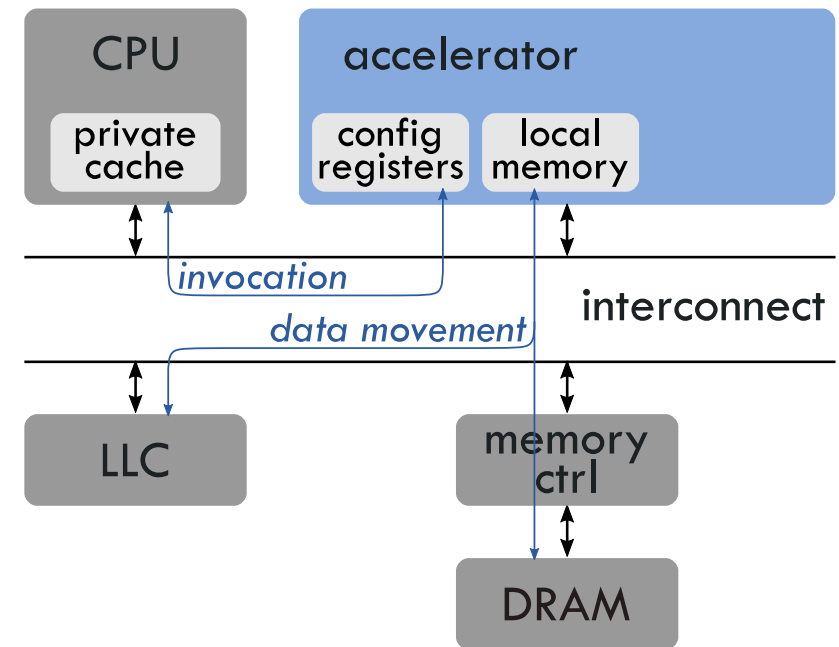 CPU
private
cache
accelerator
config
registers
local
memory
invocation
interconnect
data movement
LLC
memory
ctrl
DRAM